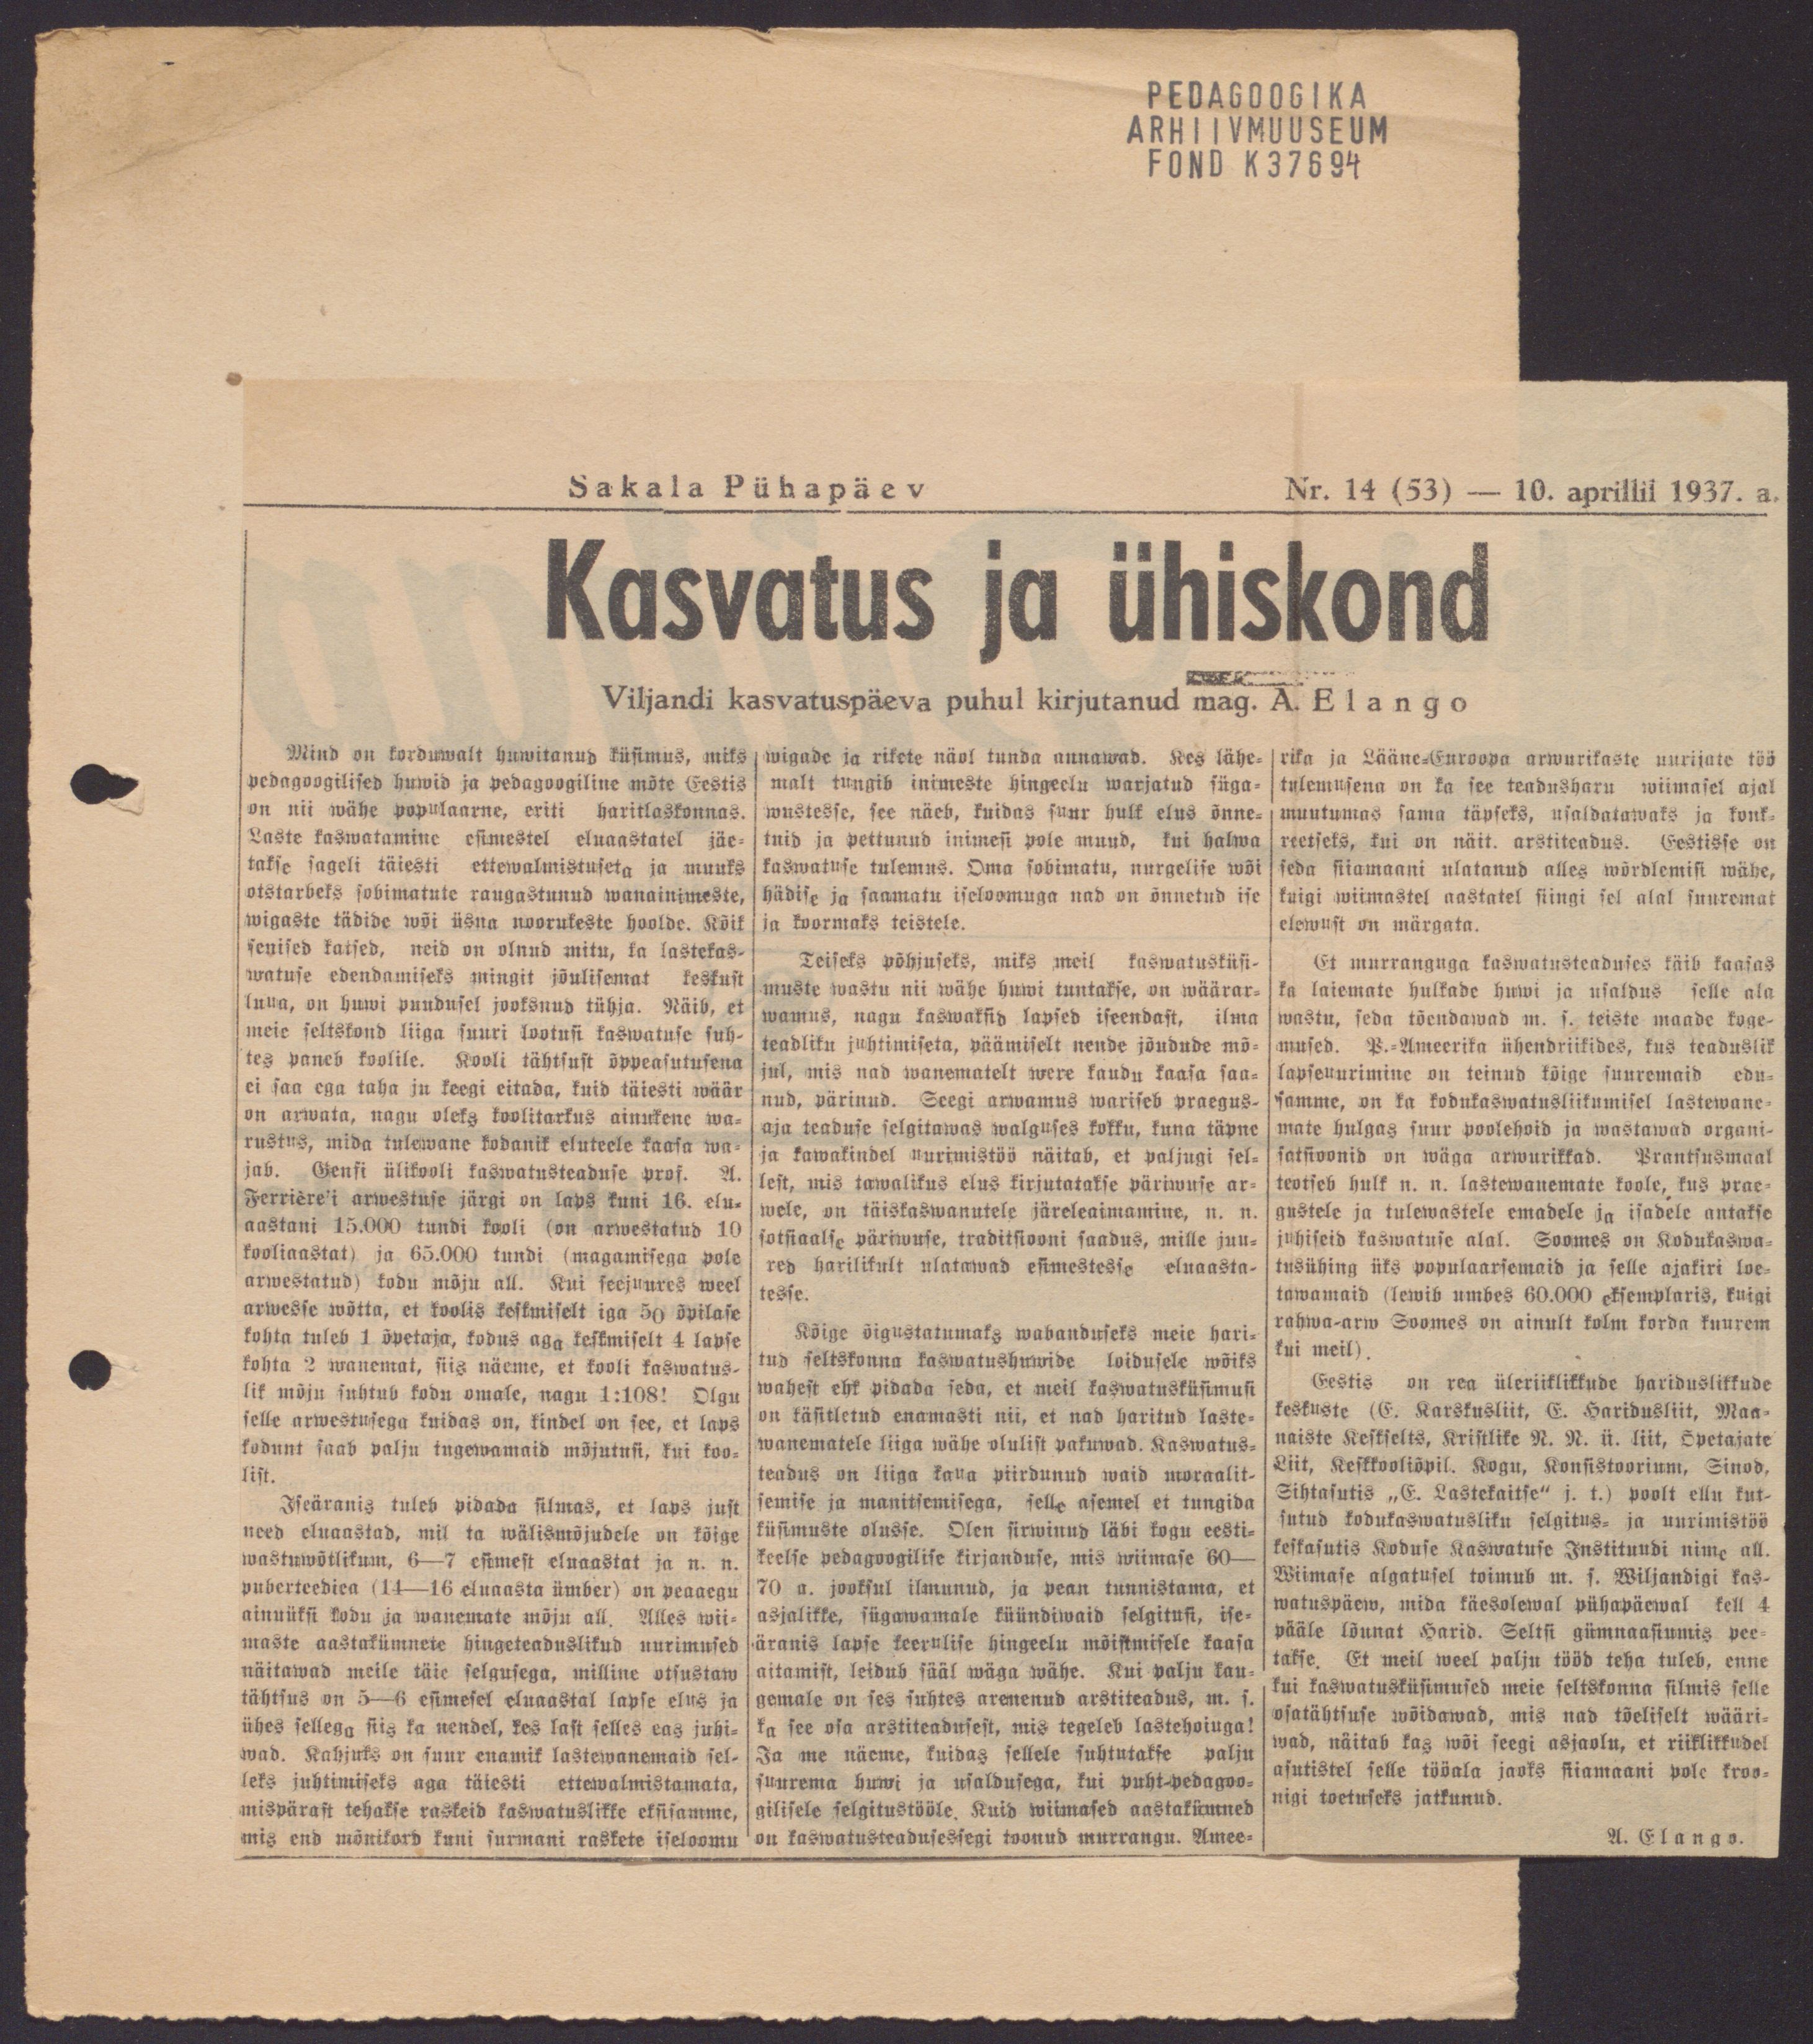 PEDAGOOGIKA
ARHIIVMUUSEUM
FOND K37694
Sakala Pühapäev
Nr. 14 (53) — 10. aprillil 1937. a.
Kasvatus ja ühiskond
Viljandi kasvatuspäeva puhul kirjutanud mag. A. Elango
Mind on korduwalt huwitanud küsimus, miks
pedagoogilised huwid ja pedagoogiline mõte Eestis
on nii wähe populaarne, eriti haritlaskonnas.
Laste kaswatamine esimestel eluaastatel jäe-
takse sageli täiesti ettewalmistuseta ja muuks
otstarbeks sobimatute raugastunud wanainimeste,
wigaste tädide wõi üsna noorukeste hoolde. Kõik
senised katsed, neid on olnud mitu, ka lastekas-
watuse edendamiseks mingit jõulisemat keskust
luua, on huwi puudusel jooksnud tühja. Näib, et
meie seltskond liiga suuri lootusi kaswatuse suh-
tes paneb koolile. Kooli tähtsust õppeasutusena
ei saa ega taha ju keegi eitada, kuid täiesti wäär
on arwata, nagu oleks koolitarkus ainukene wa-
rustus, mida tulewane kodanik eluteele kaasa wa-
jab. Genfi ülikooli kaswatusteaduse prof. A.
Ferrière'i arwestuse järgi on laps kuni 16. elu-
aastani 15.000 tundi kooli (on arwestatud 10
kooliaastat) ja 65.000 tundi (magamisega pole
arwestatud) kodu mõju all. Kui seejuures weel
arwesse wõtta, et koolis keskmiselt iga 50 õpilase
kohta tuleb 1 õpetaja, kodus aga keskmiselt 4 lapse
kohta 2 wanemat, siis näeme, et kooli kaswatus-
lik mõju suhtub kodu omale, nagu 1:108! Olgu
selle arwestusega kuidas on, kindel on see, et laps
kodunt saab palju tugewamaid mõjutusi, kui koo-
list.
Iseäranis tuleb pidada silmas, et laps just
need eluaastad, mil ta wälismõjudele on kõige
wastuwõtlikum, 6—7 esimest eluaastat ja n. n.
puberteediea (14—16 eluaasta ümber) on peaaegu
ainuüksi kodu ja wanemate mõju all. Alles wii-
maste aastakümnete hingeteaduslikud uurimused
näitawad meile täie selgusega, milline otsustaw
tähtsus on 5—6 esimesel eluaastal lapse elus ja
ühes sellega siis ka nendel, kes last selles eas juhi-
wad. Kahjuks on suur enamik lastewanemaid sel-
leks juhtimiseks aga täiesti ettewalmistamata,
mispärast tehakse raskeid kaswatuslikke eksisamme,
mis end mõnikord kuni surmani raskete iseloomu
wigade ja rikete näol tunda annawad. Kes lähe-
malt tungib inimeste hingeelu warjatud süga-
wustesse, see näeb, kuidas suur hulk elus õnne-
tuid ja pettunud inimesi pole muud, kui halwa
kaswatuse tulemus. Oma sobimatu, nurgelise wõi
hädise ja saamatu iseloomuga nad on õnnetud ise
ja koormaks teistele.
Teiseks põhjuseks, miks meil kaswatusküsi-
muste wastu nii wähe huwi tuntakse, on wäärar-
wamus, nagu kaswaksid lapsed iseendast, ilma
teadliku juhtimiseta, päämiselt nende jõudude mõ-
jul, mis nad wanematelt were kaudu kaasa saa-
nud, pärinud. Seegi arwamus wariseb praegus-
aja teaduse selgitawas walguses kokku, kuna täpne
ja kawakindel uurimistöö näitab, et paljugi sel-
lest, mis tawalikus elus kirjutatakse päriwuse ar-
wele, on täiskaswanutele järeleaimamine, n. n.
sotsiaalse päriwuse, traditsiooni saadus, mille juu-
red harilikult ulatawad esimestesse eluaasta-
tesse.
Kõige õigustatumaks wabanduseks meie hari-
tud seltskonna kaswatushuwide loidusele wõiks
wahest ehk pidada seda, et meil kaswatusküsimusi
on käsitletud enamasti nii, et nad haritud laste-
wanematele liiga wähe olulist pakuwad. Kaswatus-
teadus on liiga kaua piirdunud waid moraalit-
semise ja manitsemisega, selle asemel et tungida
küsimuste olusse. Olen sirwinud läbi kogu eesti-
keelse pedagoogilise kirjanduse, mis wiimase 60—
70 a. jooksul ilmunud, ja pean tunnistama, et
asjalikke, sügawamale küündiwaid selgitusi, ise-
äranis lapse keerulise hingeelu mõistmisele kaasa
aitamist, leidub sääl wäga wähe. Kui palju kau-
gemale on ses suhtes arenenud arstiteadus, m. s.
ka see osa arstiteadusest, mis tegeleb lastehoiuga!
Ja me näeme, kuidas sellele suhtutakse palju
suurema huwi ja usaldusega, kui puht-pedagoo-
gilisele selgitustööle. Kuid wiimased aastakümned
on kaswatusteadusessegi toonud murrangu. Amee-
rika ja Lääne-Euroopa arwurikaste uurijate töö
tulemusena on ka see teadusharu wiimasel ajal
muutumas sama täpseks, usaldatawaks ja konk-
reetseks, kui on näit. arstiteadus. Eestisse on
seda siiamaani ulatanud alles wõrdlemisi wähe,
kuigi wiimastel aastatel siingi sel alal suuremat
elewust on märgata.
Et murranguga kaswatusteaduses käib kaasas
ka laiemate hulkade huwi ja usaldus selle ala
wastu, seda tõendawad m. s. teiste maade koge-
mused. P.-Ameerika ühendriikides, kus teaduslik
lapseuurimine on teinud kõige suuremaid edu-
samme, on ka kodukaswatusliikumisel lastewane-
mate hulgas suur poolehoid ja wastawad organi-
satsioonid on wäga arwurikkad. Prantsusmaal
teotseb hulk n. n. lastewanemate koole, kus prae-
gustele ja tulewastele emadele ja isadele antakse
juhiseid kaswatuse alal. Soomes on Kodukaswa-
tusühing üks populaarsemaid ja selle ajakiri loe-
tawamaid (lewib umbes 60.000 eksemplaris, kuigi
rahwa-arw Soomes on ainult kolm korda kuurem
kui meil).
Eestis on rea üleriiklikkude hariduslikkude
keskuste (E. Karskusliit, E. Haridusliit, Maa-
naiste Keskselts, Kristlike N. N. ü. liit, Õpetajate
Liit, Keskkooliõpil. Kogu, Konsistoorium, Sinod,
Sihtasutis „E. Lastekaitse" j. t.) poolt ellu kut-
sutud kodukaswatusliku selgitus- ja uurimistöö
keskasutis Koduse Kaswatuse Instituudi nime all.
Wiimase algatusel toimub m. s. Wiljandigi kas-
watuspäew, mida käesolewal pühapäewal kell 4
pääle lõunat Harid. Seltsi gümnaasiumis pee-
takse. Et meil weel palju tööd teha tuleb, enne
kui kaswatusküsimused meie seltskonna silmis selle
osatähtsuse wõidawad, mis nad tõeliselt wääri-
wad, näitab kas wõi seegi asjaolu, et riiklikkudel
asutistel selle tööala jaoks siiamaani pole kroo-
nigi toetuseks jatkunud.
A. Elango.